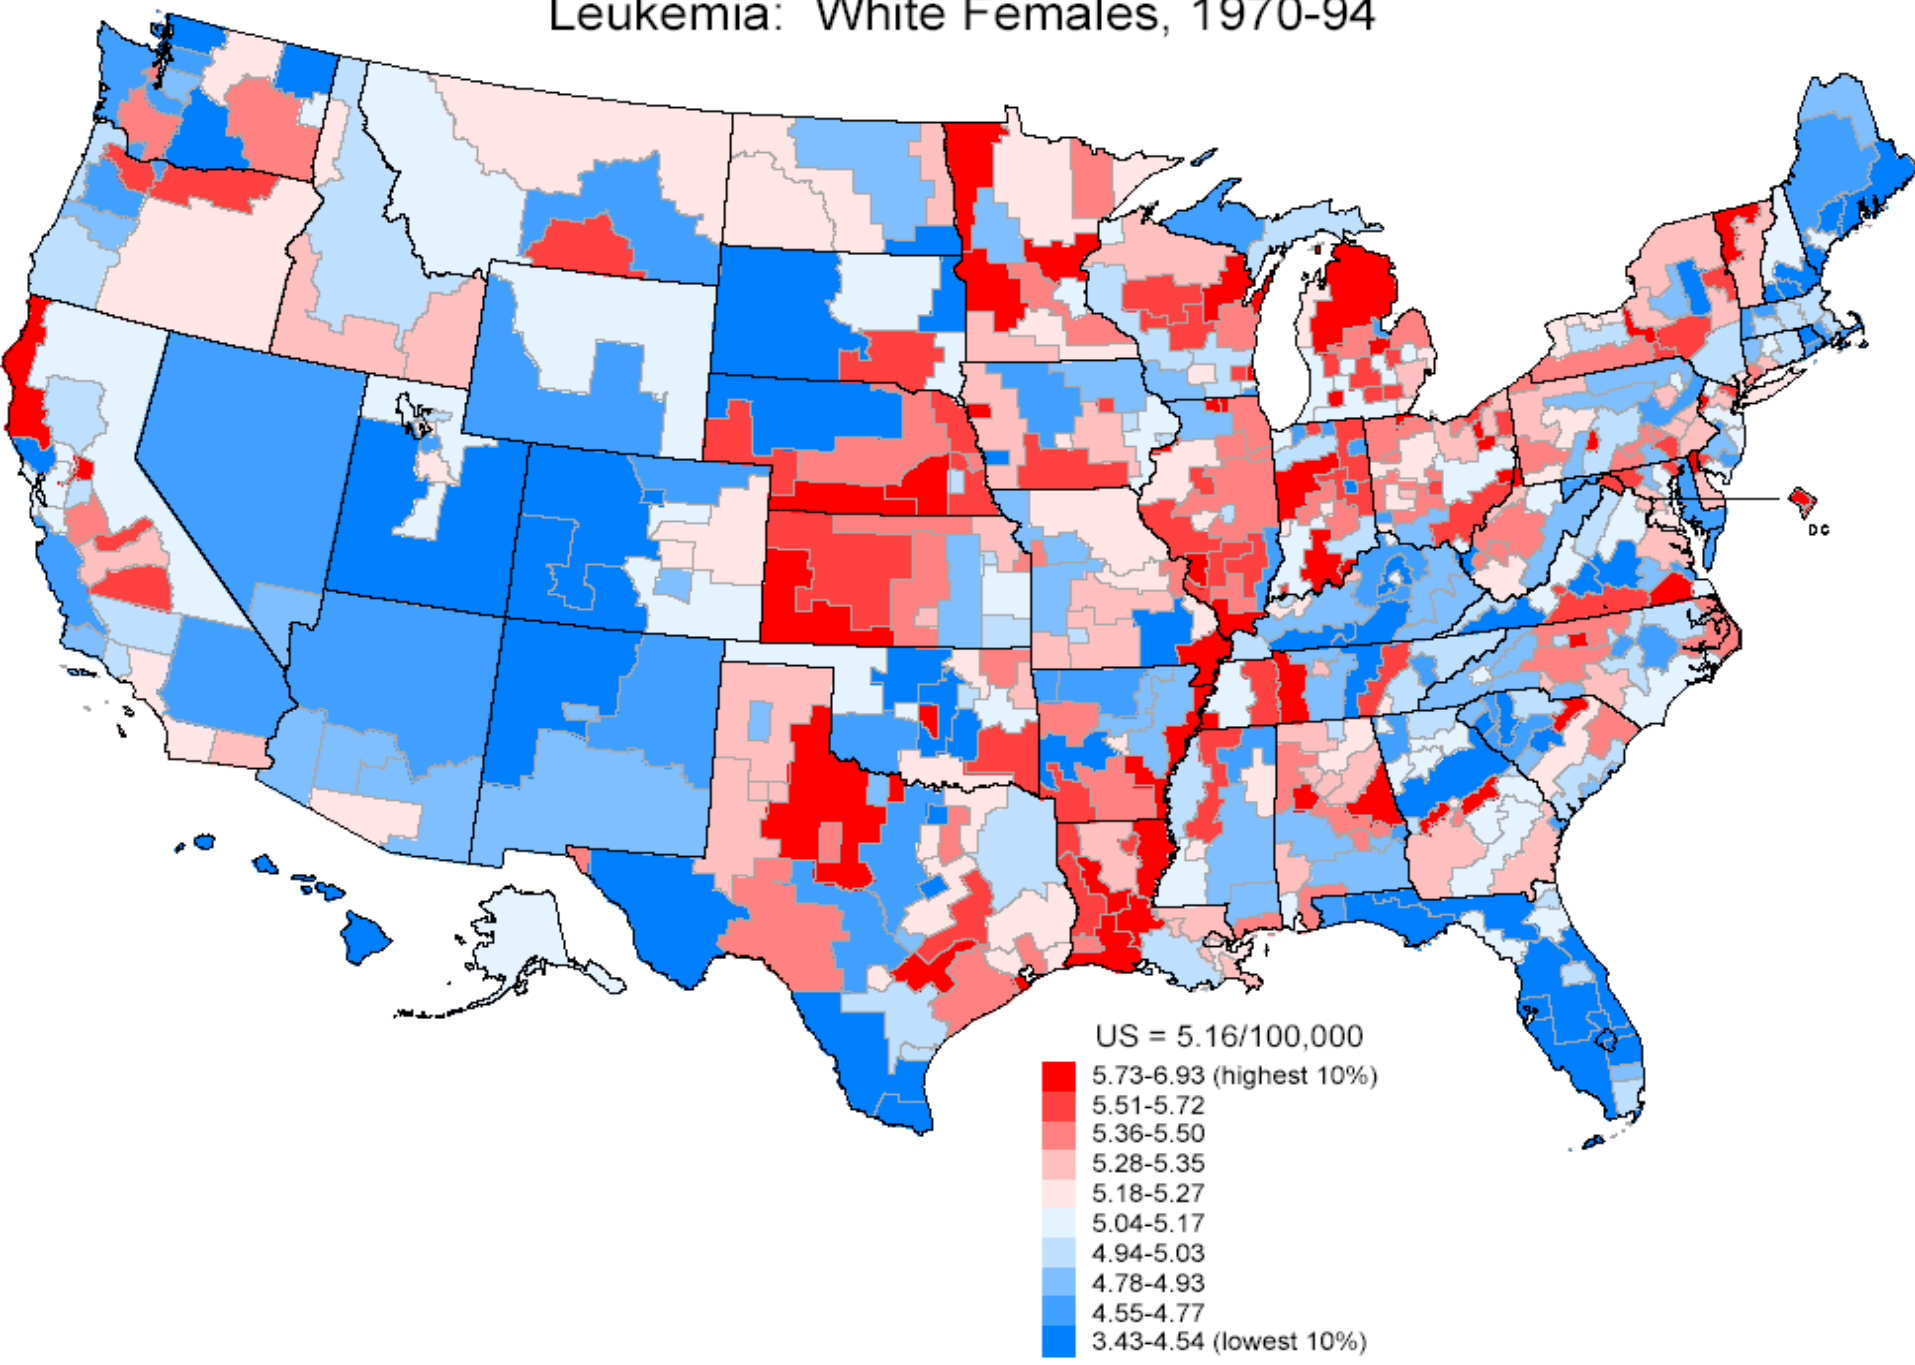 Leukemia: White Females, 1970-94
DC
US = 5.16/100,000
5.73-6.93 (highest 10%)
5.51-5.72
5.36-5.50
5.28-5.35
5.18-5.27
5.04-5.17
4.94-5.03
4.78-4.93
4.55-4.77
3.43-4.54 (lowest 10%)